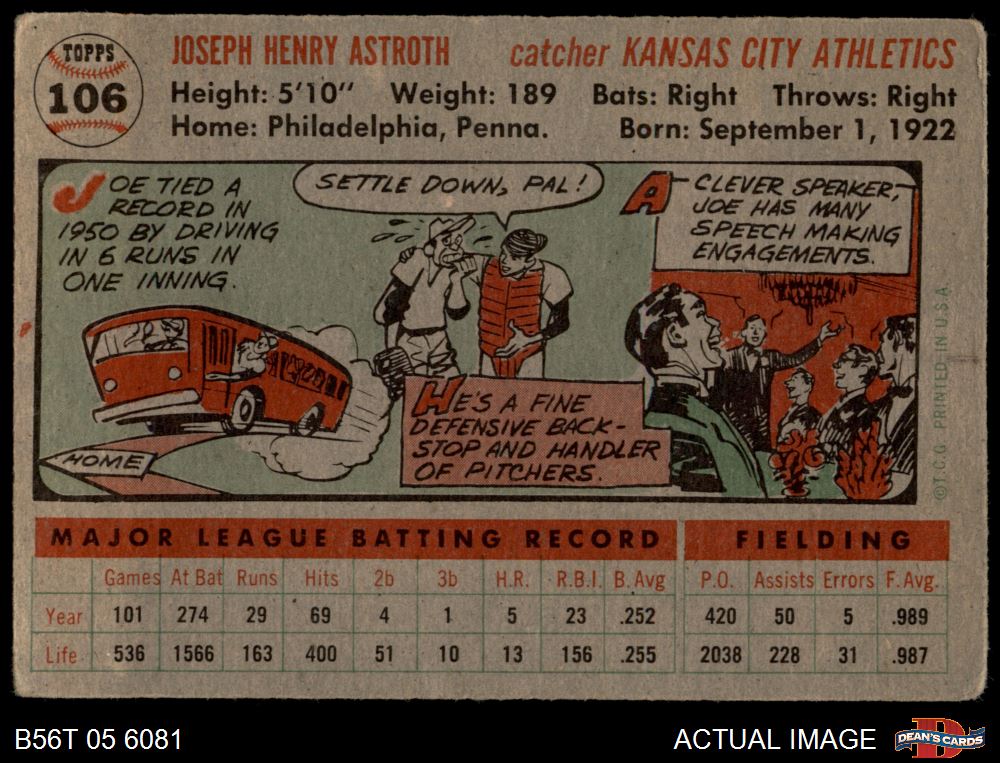 TOPPS
106
JOSEPH HENRY ASTROTH catcher KANSAS CITY ATHLETICS
Height: 5'10" Weight: 189 Bats: Right Throws: Right
Home: Philadelphia, Penna. Born: September 1, 1922
JOE TIED A
RECORD IN
1950 BY DRIVING
IN 6 RUNS IN
ONE INNING.
HOME
SETTLE DOWN, PAL!
HE'S A FINE
DEFENSIVE BACK-
STOP AND HANDLER
OF PITCHERS.
A CLEVER SPEAKER,
JOE HAS MANY
SPEECH MAKING
ENGAGEMENTS.
©T.C.G. PRINTED IN U.S.A.
MAJOR LEAGUE BATTING RECORD FIELDING
Games At Bat Runs Hits 2b 3b H.R. R.B.I. B.Avg P.O. Assists Errors F.Avg.
Year 101 274 29 69 4 1 5 23 .252 420 50 5 .989
Life 536 1566 163 400 51 10 13 156 .255 2038 228 31 .987
B56T 05 6081 ACTUAL IMAGE DEAN'S CARDS